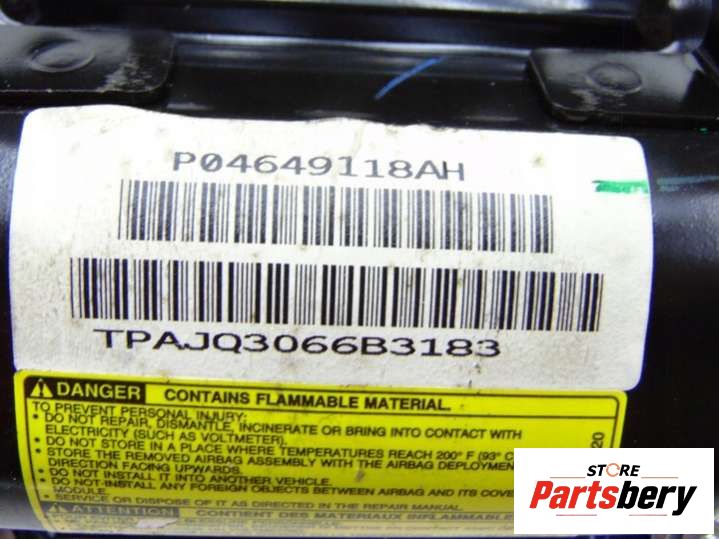 P04649118AH
TPAJQ3066B3183
DANGER CONTAINS FLAMMABLE MATERIAL.
TO PREVENT PERSONAL INJURY:
• DO NOT REPAIR, DISMANTLE, INCINERATE OR BRING INTO CONTACT WITH
ELECTRICITY (SUCH AS VOLTMETER).
• DO NOT STORE IN A PLACE WHERE TEMPERATURES REACH 200° F (93° C
• STORE THE REMOVED AIRBAG ASSEMBLY WITH THE AIRBAG DEPLOYMEN
DIRECTION FACING UPWARDS.
• DO NOT INSTALL IT INTO ANOTHER VEHICLE.
• DO NOT INSTALL ANY FOREIGN OBJECTS BETWEEN AIRBAG AND ITS COVE
MODULE.
• SERVICE OR DISPOSE OF IT AS DIRECTED IN THE REPAIR MANUAL.
ATTENTION CONTIENT DES MATERIAUX INFLAMMABLE
20
STORE
Partsbery